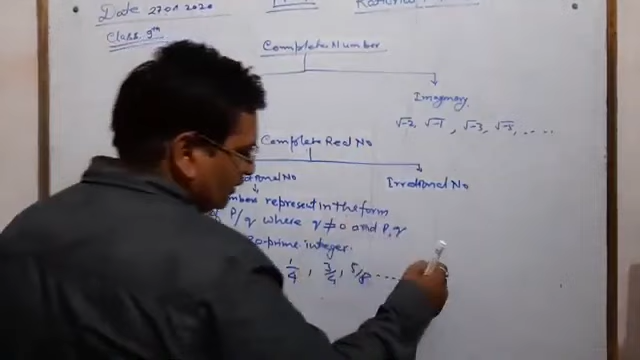 Date 27.01.2020
Class 9th
Complete Number
Imaginary
√-2, √-1, √-3, √-5, ....
Complete Real No
Irrational No
represent in the form
P/q where q ≠ 0 and P, q
Co-prime integer.
1/4, 3/4, 5/8 ....